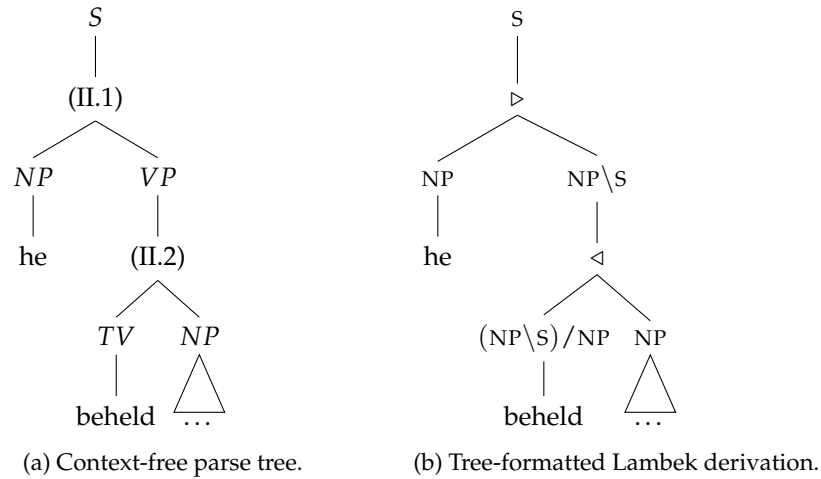 S S
(II.1) ▷
NP VP NP NP\S
he (II.2) he ◁
TV NP (NP\S)/NP NP
beheld ... beheld ...
(a) Context-free parse tree. (b) Tree-formatted Lambek derivation.